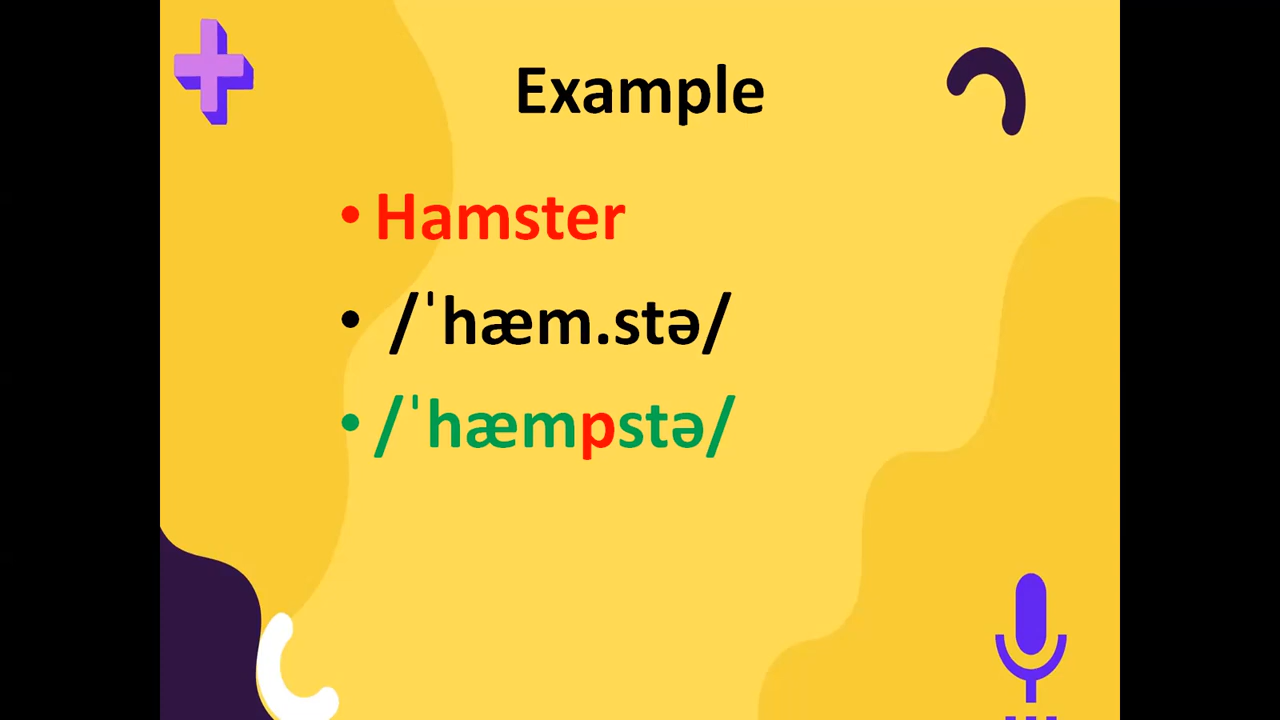 Example
• Hamster
• /ˈhæm.stə/
• /ˈhæmpstə/